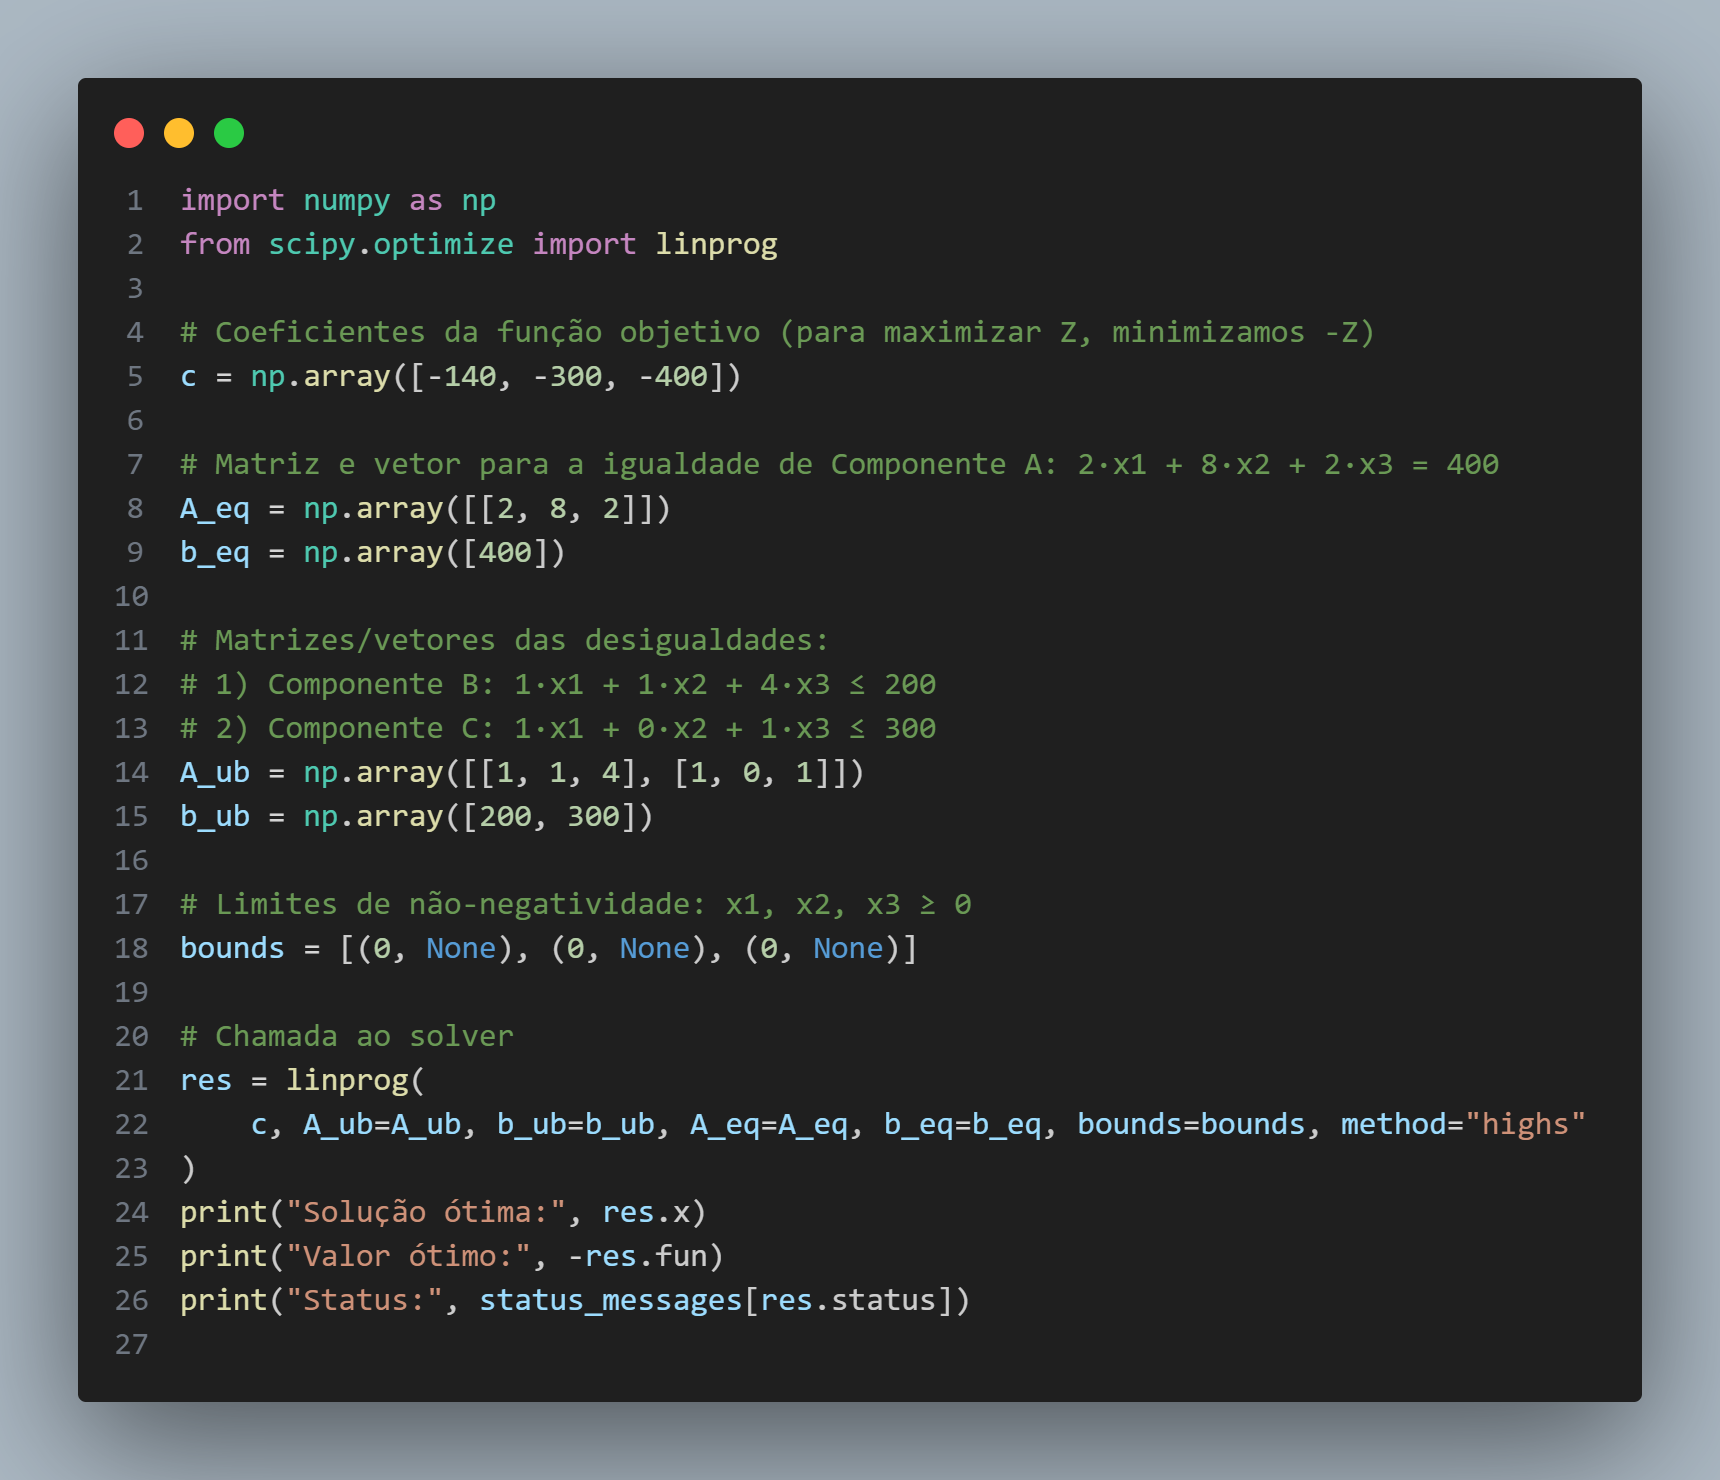 1 import numpy as np
2 from scipy.optimize import linprog
3
4 # Coeficientes da função objetivo (para maximizar Z, minimizamos -Z)
5 c = np.array([-140, -300, -400])
6
7 # Matriz e vetor para a igualdade de Componente A: 2·x1 + 8·x2 + 2·x3 = 400
8 A_eq = np.array([[2, 8, 2]])
9 b_eq = np.array([400])
10
11 # Matrizes/vetores das desigualdades:
12 # 1) Componente B: 1·x1 + 1·x2 + 4·x3 ≤ 200
13 # 2) Componente C: 1·x1 + 0·x2 + 1·x3 ≤ 300
14 A_ub = np.array([[1, 1, 4], [1, 0, 1]])
15 b_ub = np.array([200, 300])
16
17 # Limites de não-negatividade: x1, x2, x3 ≥ 0
18 bounds = [(0, None), (0, None), (0, None)]
19
20 # Chamada ao solver
21 res = linprog(
22     c, A_ub=A_ub, b_ub=b_ub, A_eq=A_eq, b_eq=b_eq, bounds=bounds, method="highs"
23 )
24 print("Solução ótima:", res.x)
25 print("Valor ótimo:", -res.fun)
26 print("Status:", status_messages[res.status])
27